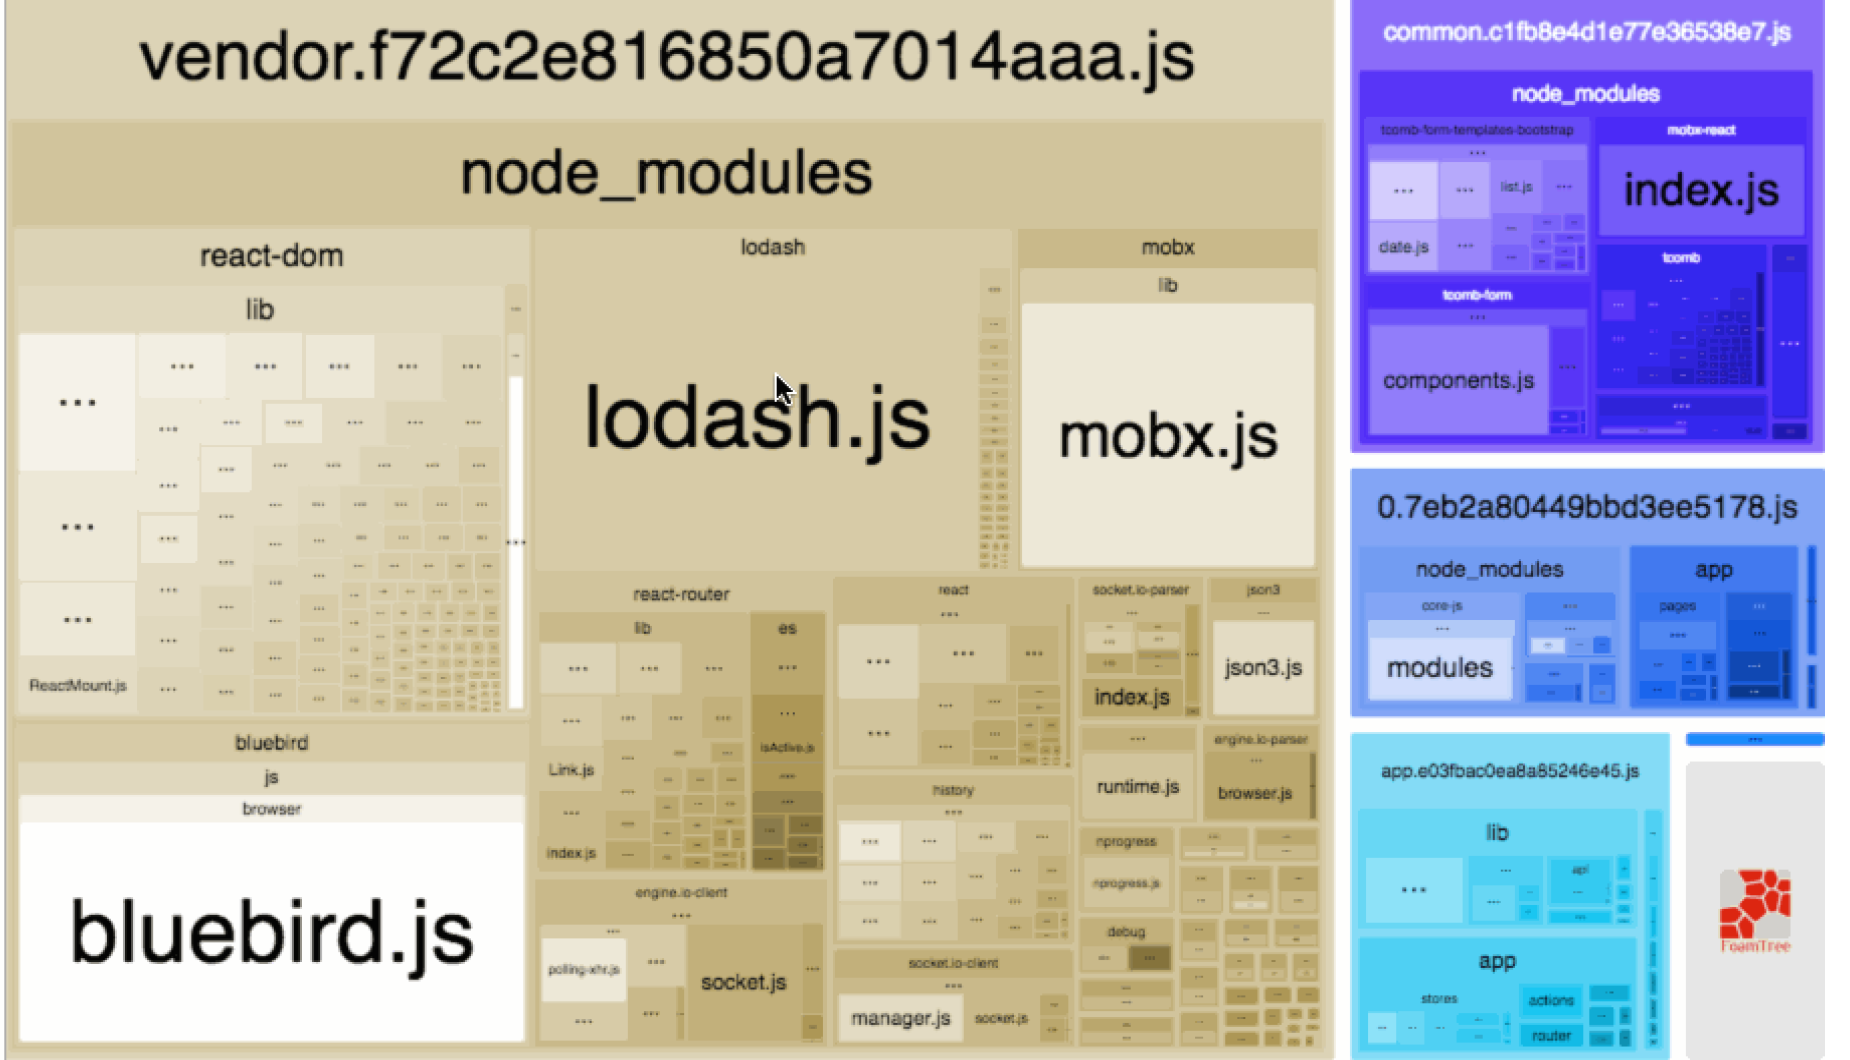 vendor.f72c2e816850a7014aaa.js
node_modules
react-dom
lib
ReactMount.js
bluebird
js
browser
bluebird.js
lodash
lodash.js
mobx
lib
mobx.js
react-router
lib
Link.js
index.js
es
isActive.js
engine.io-client
polling-xhr.js
socket.js
react
history
socket.io-client
manager.js
socket.js
socket.io-parser
index.js
json3
json3.js
runtime.js
engine.io-parser
browser.js
nprogress
nprogress.js
debug
common.c1fb8e4d1e77e36538e7.js
node_modules
tcomb-form-templates-bootstrap
list.js
date.js
mobx-react
index.js
tcomb-form
components.js
tcomb
0.7eb2a80449bbd3ee5178.js
node_modules
core-js
modules
app
pages
app.e03fbac0ea8a85246e45.js
lib
api
app
stores
actions
router
FoamTree